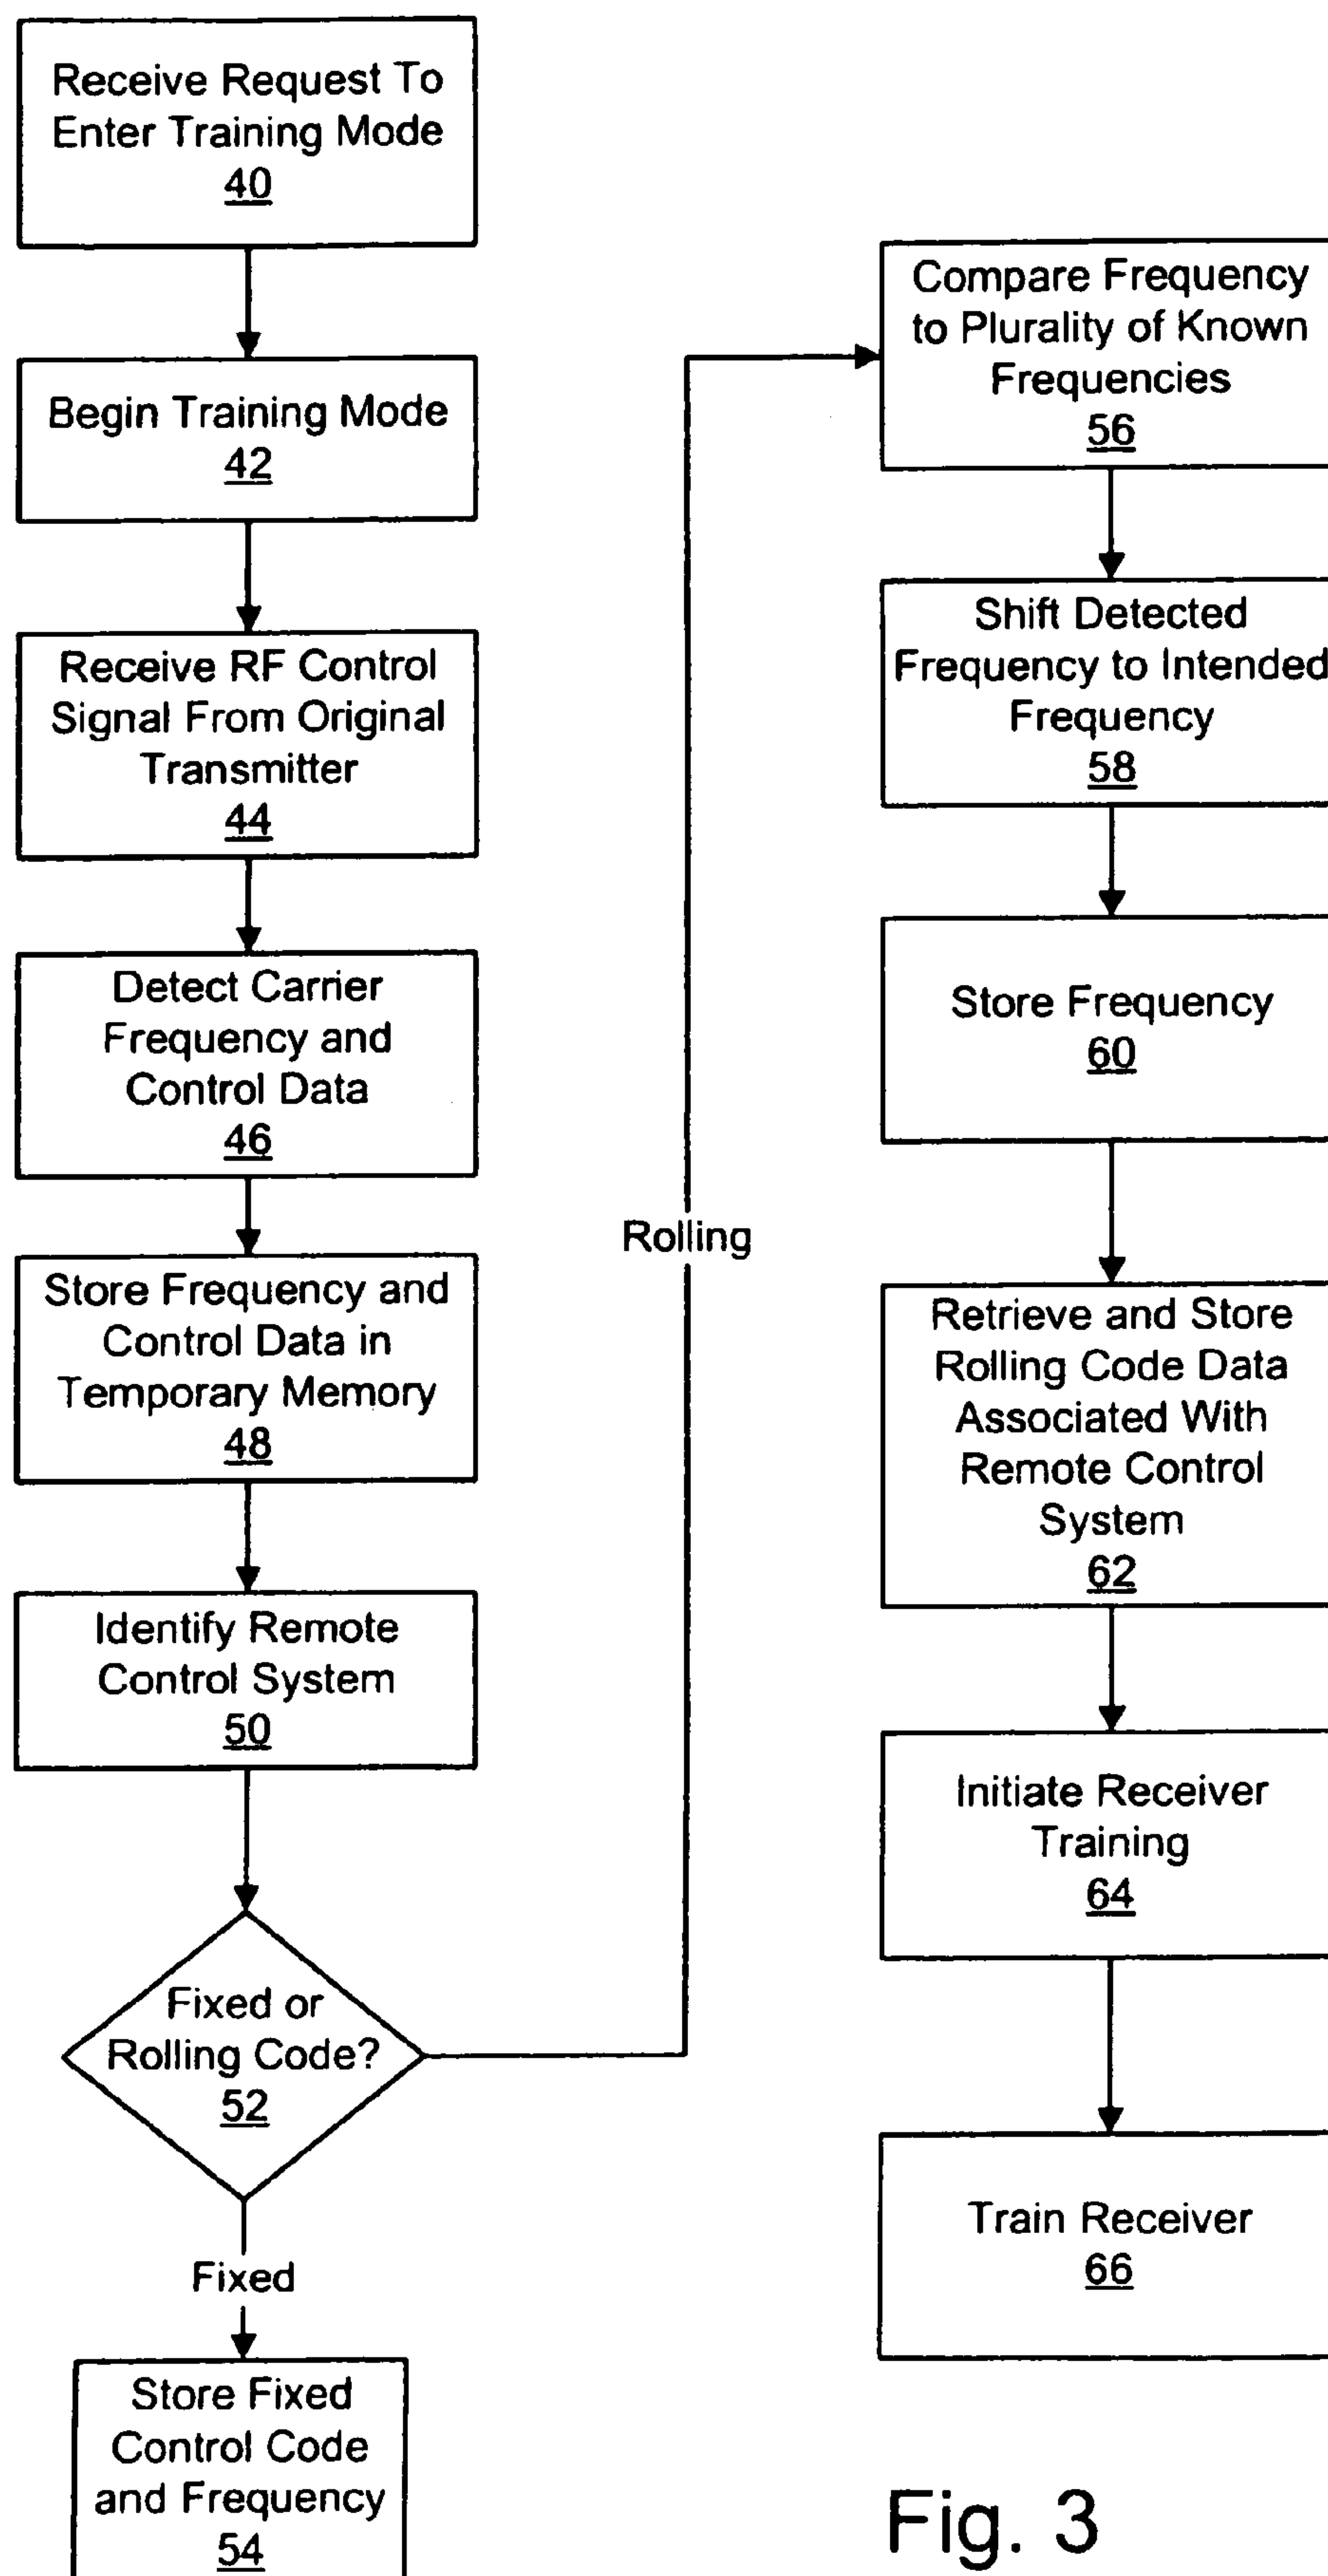 Receive Request To
Enter Training Mode
40
Begin Training Mode
42
Receive RF Control
Signal From Original
Transmitter
44
Detect Carrier
Frequency and
Control Data
46
Store Frequency and
Control Data in
Temporary Memory
48
Identify Remote
Control System
50
Fixed or
Rolling Code?
52
Fixed
Store Fixed
Control Code
and Frequency
54
Rolling
Compare Frequency
to Plurality of Known
Frequencies
56
Shift Detected
Frequency to Intended
Frequency
58
Store Frequency
60
Retrieve and Store
Rolling Code Data
Associated With
Remote Control
System
62
Initiate Receiver
Training
64
Train Receiver
66
Fig. 3